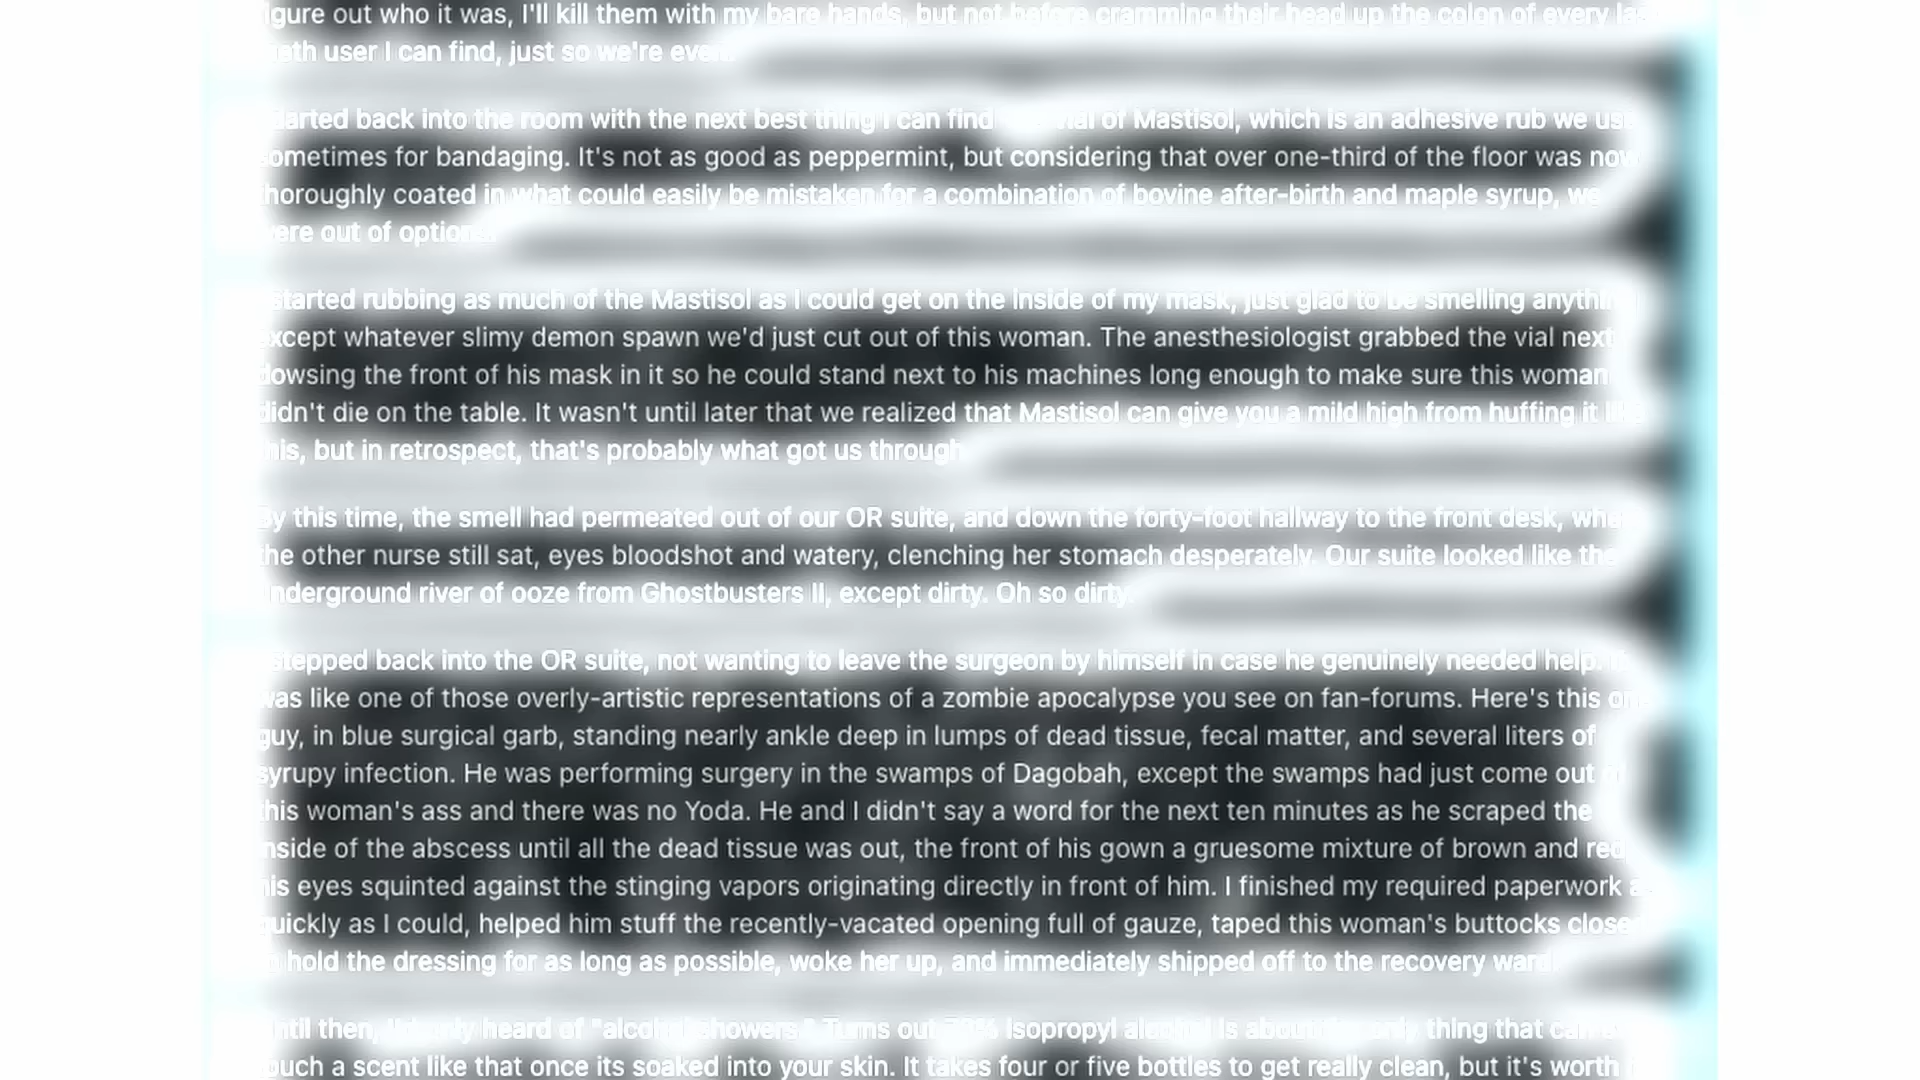 figure out who it was, I'll kill them with my bare hands, but not before cramming their head up the colon of every last
meth user I can find, just so we're even.
started back into the room with the next best thing I can find vial of Mastisol, which is an adhesive rub we use
sometimes for bandaging. It's not as good as peppermint, but considering that over one-third of the floor was now
thoroughly coated in what could easily be mistaken for a combination of bovine after-birth and maple syrup, we
were out of options.
started rubbing as much of the Mastisol as I could get on the inside of my mask, just glad to be smelling anything
except whatever slimy demon spawn we'd just cut out of this woman. The anesthesiologist grabbed the vial next
dowsing the front of his mask in it so he could stand next to his machines long enough to make sure this woman
didn't die on the table. It wasn't until later that we realized that Mastisol can give you a mild high from huffing it like
this, but in retrospect, that's probably what got us through
By this time, the smell had permeated out of our OR suite, and down the forty-foot hallway to the front desk, where
the other nurse still sat, eyes bloodshot and watery, clenching her stomach desperately. Our suite looked like the
underground river of ooze from Ghostbusters II, except dirty. Oh so dirty.
stepped back into the OR suite, not wanting to leave the surgeon by himself in case he genuinely needed help. It
was like one of those overly-artistic representations of a zombie apocalypse you see on fan-forums. Here's this one
guy, in blue surgical garb, standing nearly ankle deep in lumps of dead tissue, fecal matter, and several liters of
syrupy infection. He was performing surgery in the swamps of Dagobah, except the swamps had just come out of
this woman's ass and there was no Yoda. He and I didn't say a word for the next ten minutes as he scraped the
inside of the abscess until all the dead tissue was out, the front of his gown a gruesome mixture of brown and red
his eyes squinted against the stinging vapors originating directly in front of him. I finished my required paperwork as
quickly as I could, helped him stuff the recently-vacated opening full of gauze, taped this woman's buttocks closed
to hold the dressing for as long as possible, woke her up, and immediately shipped off to the recovery ward.
Until then, I'd only heard of "alcohol showers." Turns out 70% isopropyl alcohol is about the only thing that can
touch a scent like that once its soaked into your skin. It takes four or five bottles to get really clean, but it's worth